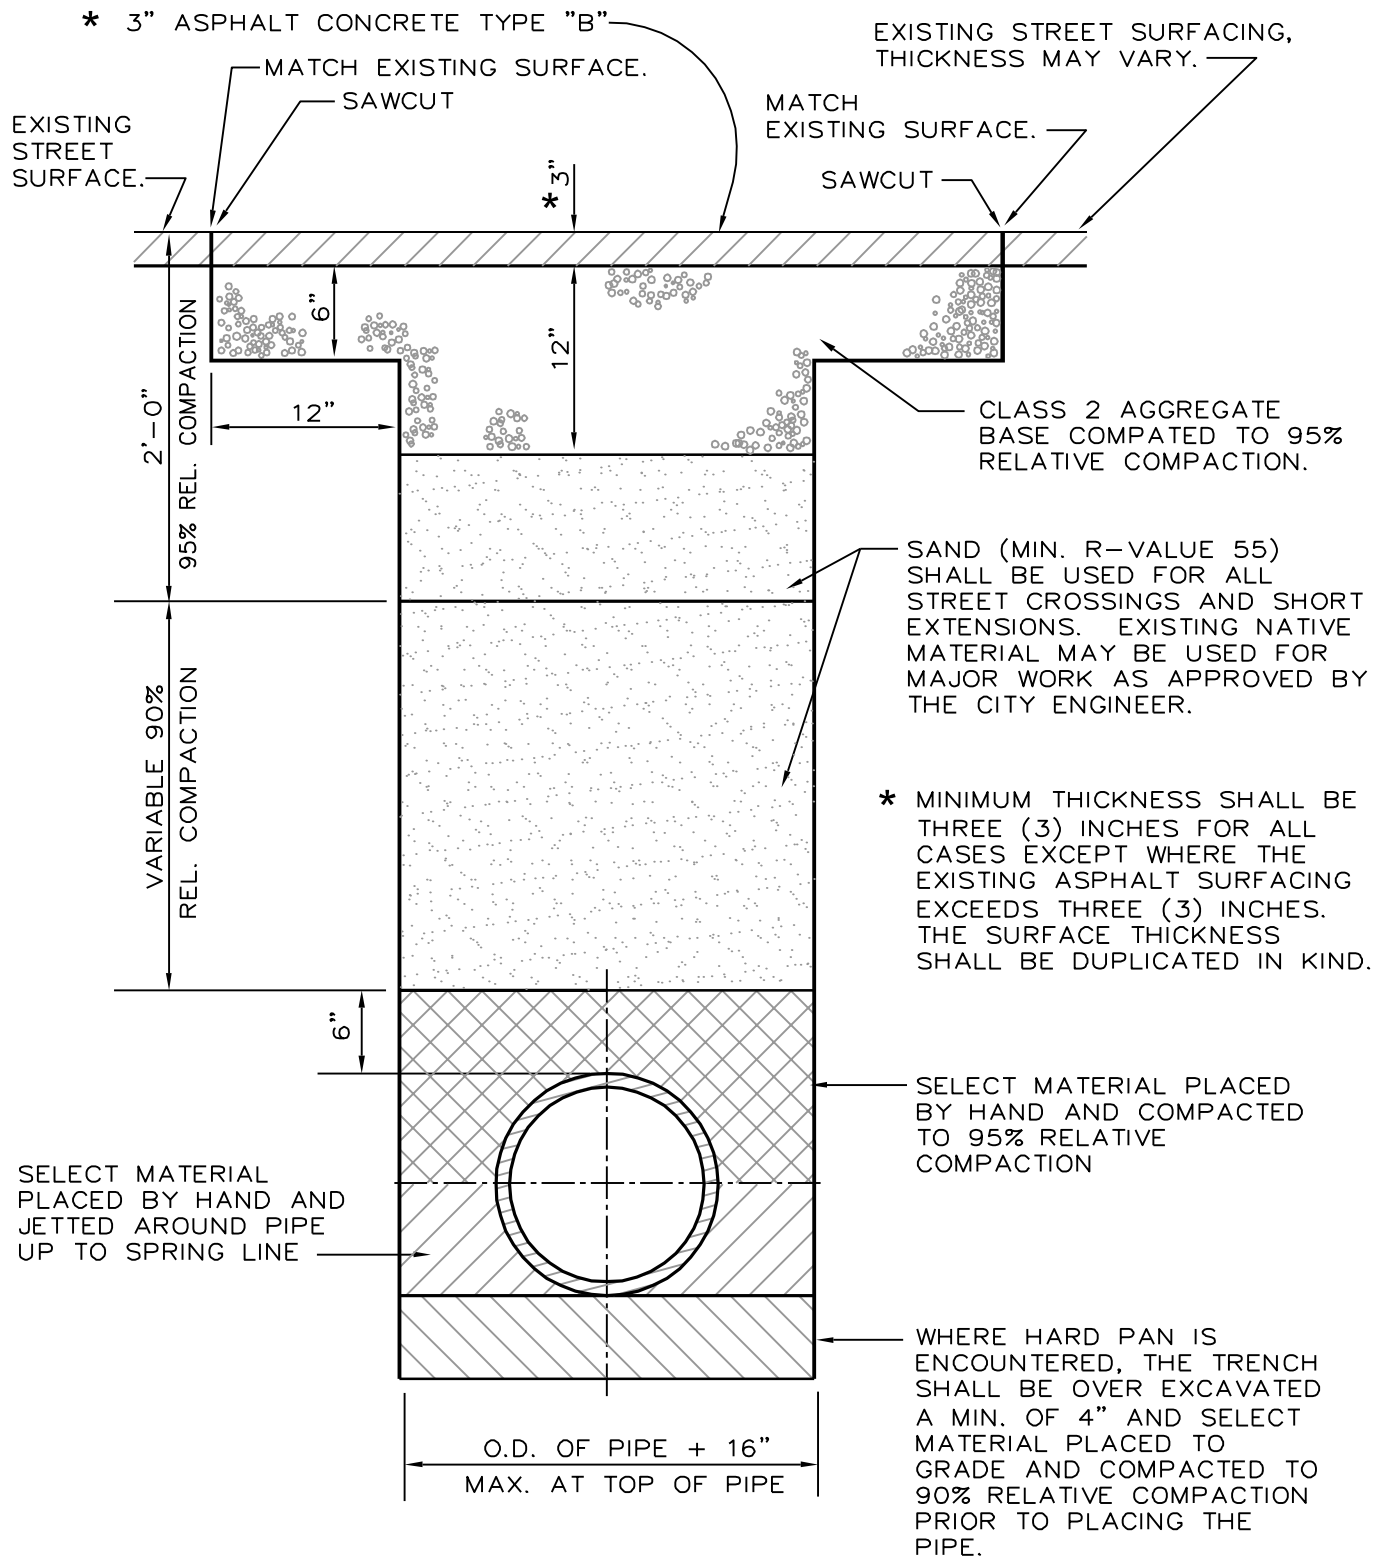 * 3” ASPHALT CONCRETE TYPE ”B”
MATCH EXISTING SURFACE.
SAWCUT
EXISTING
STREET
SURFACE.
EXISTING STREET SURFACING,
THICKNESS MAY VARY.
MATCH
EXISTING SURFACE.
SAWCUT
* 3”
6”
12”
12”
2’-0”
95% REL. COMPACTION
CLASS 2 AGGREGATE
BASE COMPATED TO 95%
RELATIVE COMPACTION.
SAND (MIN. R-VALUE 55)
SHALL BE USED FOR ALL
STREET CROSSINGS AND SHORT
EXTENSIONS. EXISTING NATIVE
MATERIAL MAY BE USED FOR
MAJOR WORK AS APPROVED BY
THE CITY ENGINEER.
VARIABLE 90%
REL. COMPACTION
* MINIMUM THICKNESS SHALL BE
THREE (3) INCHES FOR ALL
CASES EXCEPT WHERE THE
EXISTING ASPHALT SURFACING
EXCEEDS THREE (3) INCHES.
THE SURFACE THICKNESS
SHALL BE DUPLICATED IN KIND.
6”
SELECT MATERIAL PLACED
BY HAND AND COMPACTED
TO 95% RELATIVE
COMPACTION
SELECT MATERIAL
PLACED BY HAND AND
JETTED AROUND PIPE
UP TO SPRING LINE
WHERE HARD PAN IS
ENCOUNTERED, THE TRENCH
SHALL BE OVER EXCAVATED
A MIN. OF 4” AND SELECT
MATERIAL PLACED TO
GRADE AND COMPACTED TO
90% RELATIVE COMPACTION
PRIOR TO PLACING THE
PIPE.
O.D. OF PIPE + 16”
MAX. AT TOP OF PIPE